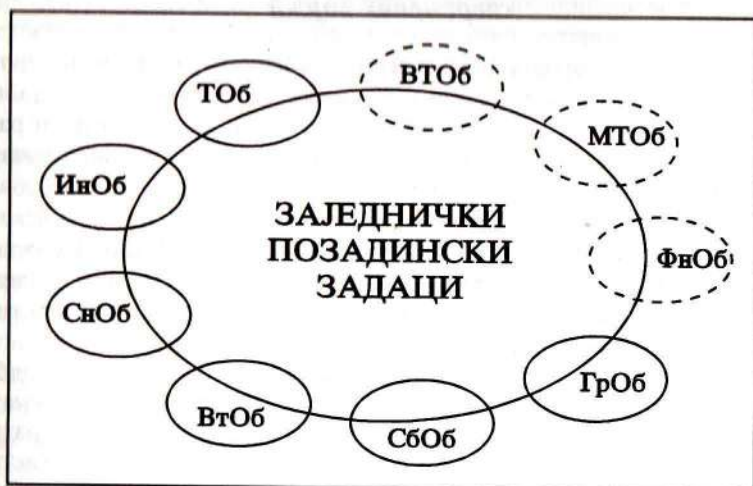 ВТОб
ТОб
МТОб
ИнОб
ЗАЈЕДНИЧКИ
ПОЗАДИНСКИ
ЗАДАЦИ
ФнОб
СнОб
ГрОб
ВтОб
СбОб